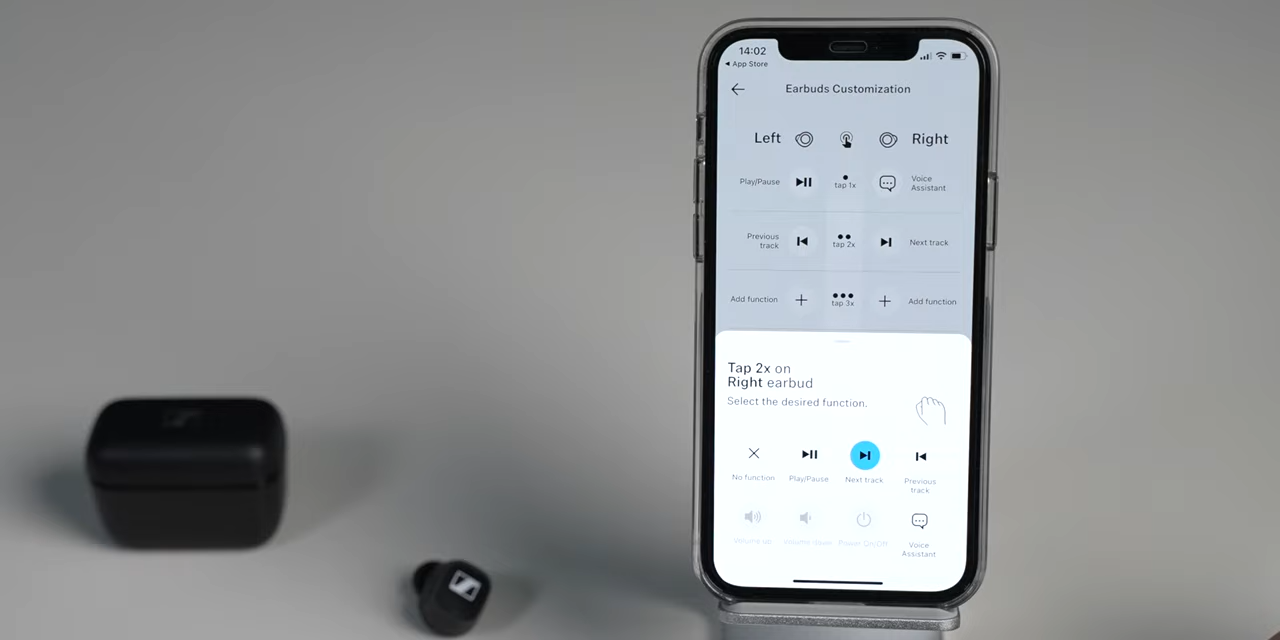 14:02
App Store
Earbuds Customization
Left
Right
Play/Pause
tap 1x
Voice
Assistant
Previous
track
tap 2x
Next track
Add function
tap 3x
Add function
Tap 2x on
Right earbud
Select the desired function.
No function
Play/Pause
Next track
Previous
track
Volume up
Volume down
Power On/Off
Voice
Assistant